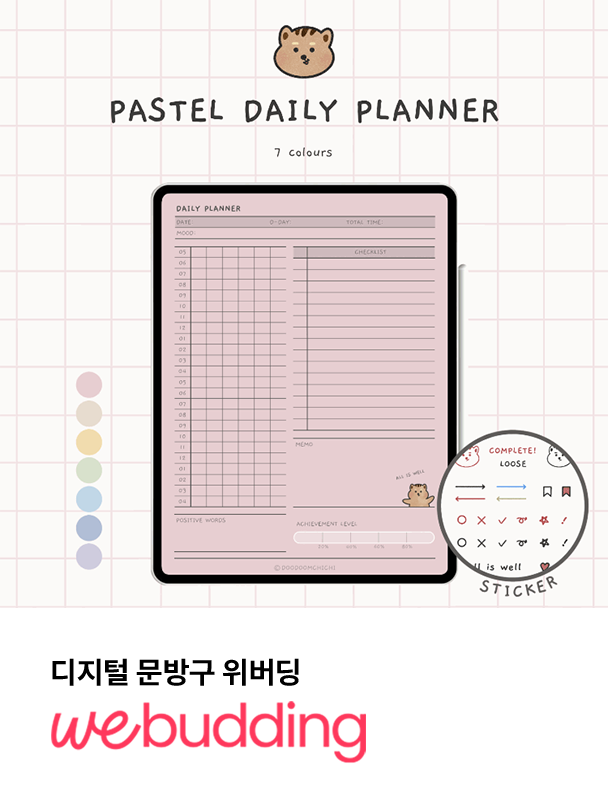 PASTEL DAILY PLANNER
7 colours
DAILY PLANNER
DATE: D-DAY: TOTAL TIME:
MOOD:
05
06
07
08
09
10
11
12
01
02
03
04
05
06
07
08
09
10
11
12
01
02
03
04
CHECKLIST
MEMO
all is well
POSITIVE WORDS
ACHIEVEMENT LEVEL
20% 40% 60% 80%
COMPLETE!
LOOSE
ll is well
STICKER
디지털 문방구 위버딩
webudding